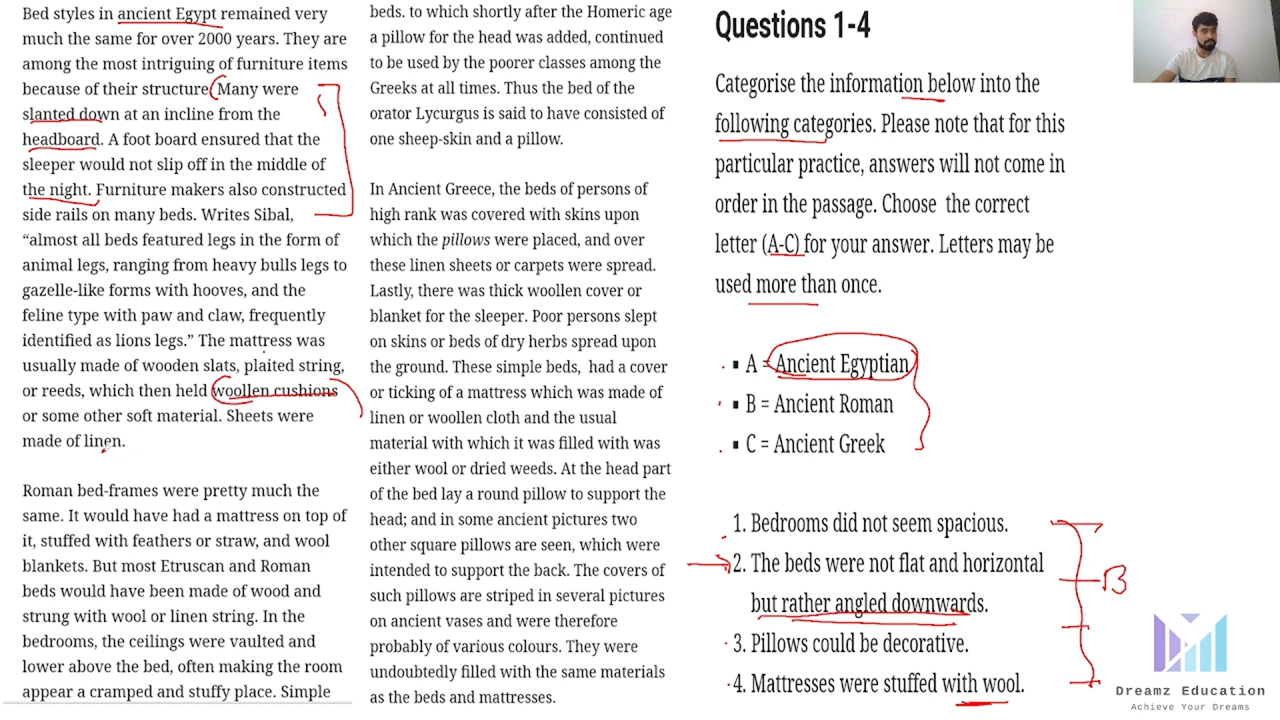 Bed styles in ancient Egypt remained very
much the same for over 2000 years. They are
among the most intriguing of furniture items
because of their structure. Many were
slanted down at an incline from the
headboard. A foot board ensured that the
sleeper would not slip off in the middle of
the night. Furniture makers also constructed
side rails on many beds. Writes Sibal,
“almost all beds featured legs in the form of
animal legs, ranging from heavy bulls legs to
gazelle-like forms with hooves, and the
feline type with paw and claw, frequently
identified as lions legs.” The mattress was
usually made of wooden slats, plaited string,
or reeds, which then held woollen cushions
or some other soft material. Sheets were
made of linen.
Roman bed-frames were pretty much the
same. It would have had a mattress on top of
it, stuffed with feathers or straw, and wool
blankets. But most Etruscan and Roman
beds would have been made of wood and
strung with wool or linen string. In the
bedrooms, the ceilings were vaulted and
lower above the bed, often making the room
appear a cramped and stuffy place. Simple
beds. to which shortly after the Homeric age
a pillow for the head was added, continued
to be used by the poorer classes among the
Greeks at all times. Thus the bed of the
orator Lycurgus is said to have consisted of
one sheep-skin and a pillow.
In Ancient Greece, the beds of persons of
high rank was covered with skins upon
which the pillows were placed, and over
these linen sheets or carpets were spread.
Lastly, there was thick woollen cover or
blanket for the sleeper. Poor persons slept
on skins or beds of dry herbs spread upon
the ground. These simple beds, had a cover
or ticking of a mattress which was made of
linen or woollen cloth and the usual
material with which it was filled with was
either wool or dried weeds. At the head part
of the bed lay a round pillow to support the
head; and in some ancient pictures two
other square pillows are seen, which were
intended to support the back. The covers of
such pillows are striped in several pictures
on ancient vases and were therefore
probably of various colours. They were
undoubtedly filled with the same materials
as the beds and mattresses.
Questions 1-4
Categorise the information below into the
following categories. Please note that for this
particular practice, answers will not come in
order in the passage. Choose the correct
letter (A-C) for your answer. Letters may be
used more than once.
▪ A = Ancient Egyptian
▪ B = Ancient Roman
▪ C = Ancient Greek
1. Bedrooms did not seem spacious.
2. The beds were not flat and horizontal
but rather angled downwards.
3. Pillows could be decorative.
4. Mattresses were stuffed with wool.
B
Dreamz Education
Achieve Your Dreams